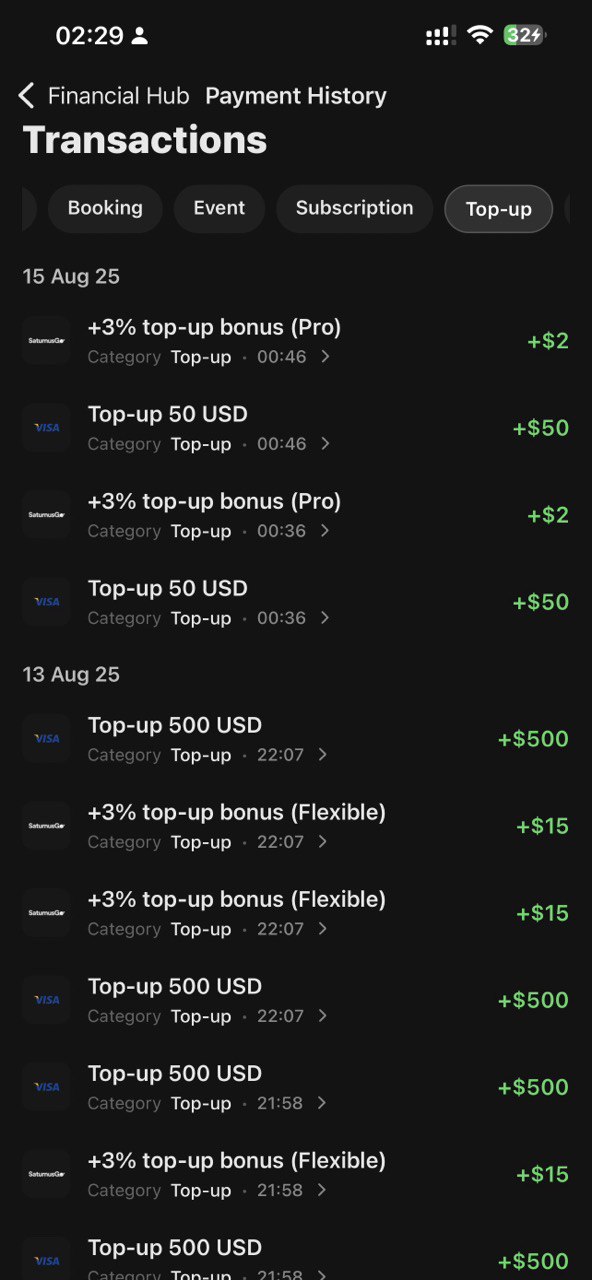 02:29
32
Financial Hub Payment History
Transactions
Booking Event Subscription Top-up
15 Aug 25
SaturnusGo
+3% top-up bonus (Pro)
+$2
Category Top-up · 00:46
VISA
Top-up 50 USD
+$50
Category Top-up · 00:46
SaturnusGo
+3% top-up bonus (Pro)
+$2
Category Top-up · 00:36
VISA
Top-up 50 USD
+$50
Category Top-up · 00:36
13 Aug 25
VISA
Top-up 500 USD
+$500
Category Top-up · 22:07
SaturnusGo
+3% top-up bonus (Flexible)
+$15
Category Top-up · 22:07
SaturnusGo
+3% top-up bonus (Flexible)
+$15
Category Top-up · 22:07
VISA
Top-up 500 USD
+$500
Category Top-up · 22:07
VISA
Top-up 500 USD
+$500
Category Top-up · 21:58
SaturnusGo
+3% top-up bonus (Flexible)
+$15
Category Top-up · 21:58
VISA
Top-up 500 USD
+$500
Category Top-up · 21:58